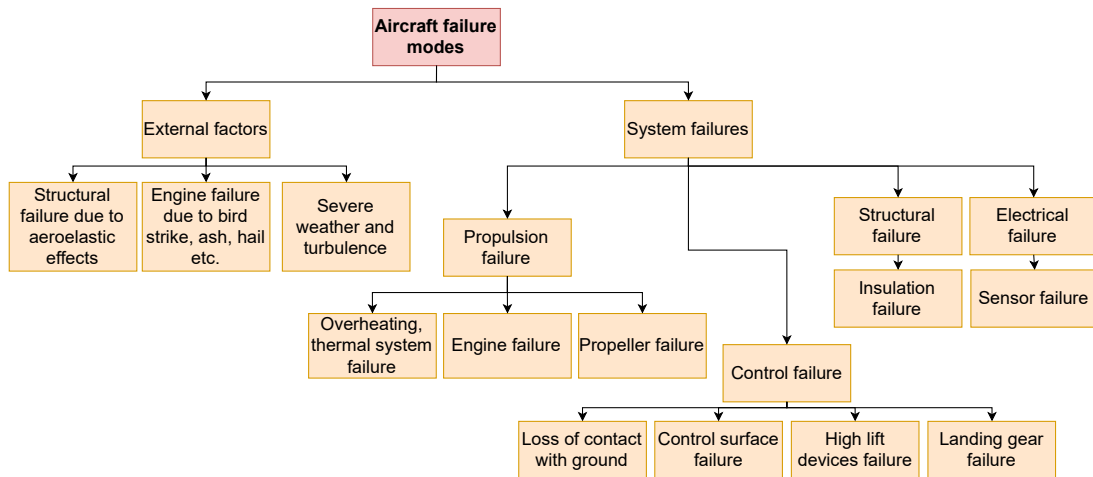 Aircraft failure
modes
External factors
System failures
Structural
failure due to
aeroelastic
effects
Engine failure
due to bird
strike, ash, hail
etc.
Severe
weather and
turbulence
Propulsion
failure
Structural
failure
Electrical
failure
Insulation
failure
Sensor failure
Overheating,
thermal system
failure
Engine failure
Propeller failure
Control failure
Loss of contact
with ground
Control surface
failure
High lift
devices failure
Landing gear
failure